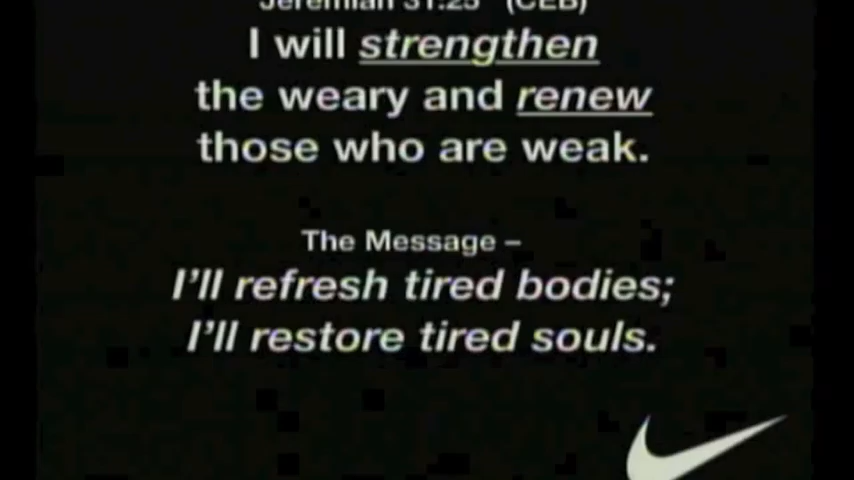 Jeremiah 31:25 (CEB)
I will strengthen
the weary and renew
those who are weak.
The Message –
I’ll refresh tired bodies;
I’ll restore tired souls.